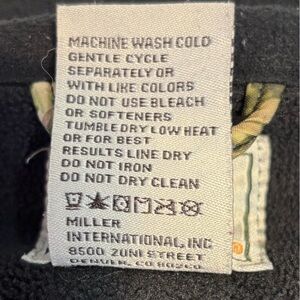 MACHINE WASH COLD
GENTLE CYCLE
SEPARATELY OR
WITH LIKE COLORS
DO NOT USE BLEACH
OR SOFTENERS
TUMBLE DRY LOW HEAT
OR FOR BEST
RESULTS LINE DRY
DO NOT IRON
DO NOT DRY CLEAN
MILLER
INTERNATIONAL, INC
8500 ZUNI STREET
DENVER, CO 80260